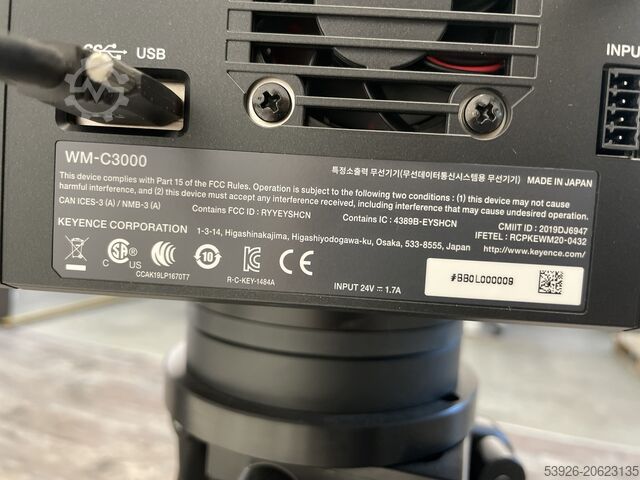 USB
INPU
WM-C3000
특정소출력 무선기기(무선데이터통신시스템용 무선기기) MADE IN JAPAN
This device complies with Part 15 of the FCC Rules. Operation is subject to the following two conditions : (1) this device may not cause
harmful interference, and (2) this device must accept any interference received, including interference that may cause undesired operation.
CAN ICES-3 (A) / NMB-3 (A) Contains FCC ID : RYYEYSHCN Contains IC : 4389B-EYSHCN CMIIT ID : 2019DJ6947
IFETEL : RCPKEWM20-0432
KEYENCE CORPORATION 1-3-14, Higashinakajima, Higashiyodogawa-ku, Osaka, 533-8555, Japan http://www.keyence.com/
C SA US 10 KC CE
CCAK19LP1670T7
R-C-KEY-1484A
INPUT 24V ⎓ 1.7A
#BB0L000009
53926-20623135